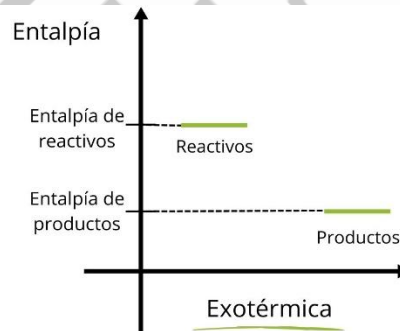 Entalpía
Entalpía de
reactivos
Reactivos
Entalpía de
productos
Productos
Exotérmica